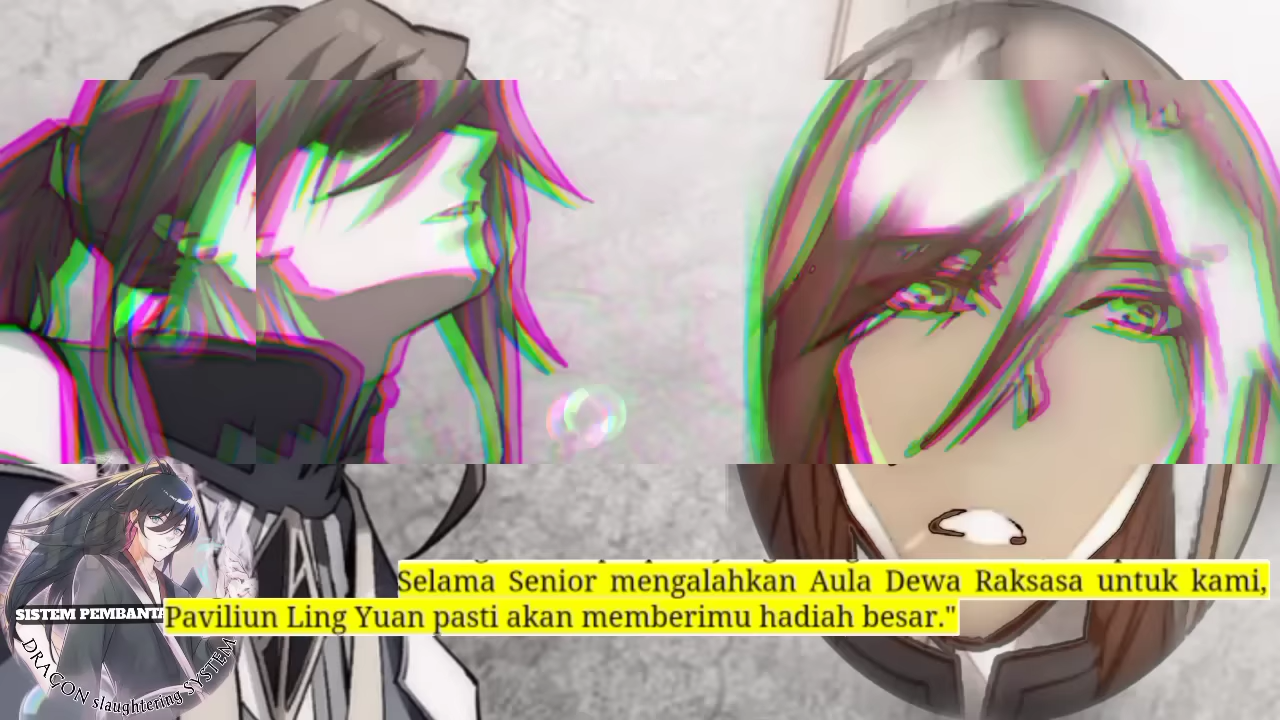 Selama Senior mengalahkan Aula Dewa Raksasa untuk kami,
Paviliun Ling Yuan pasti akan memberimu hadiah besar."
SISTEM PEMBANTA
DRAGON slaughtering SYSTEM